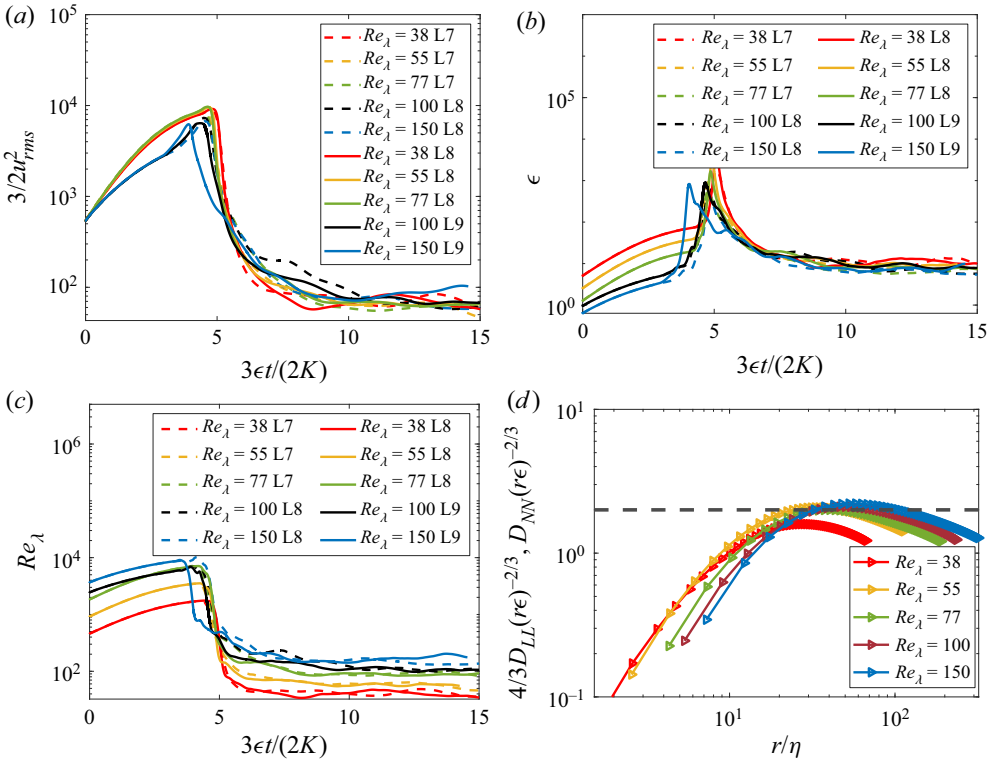 (a)
10^5
10^4
10^3
10^2
3/2u^2_{rms}
0 5 10 15
3ϵt/(2K)
Re_λ = 38 L7
Re_λ = 55 L7
Re_λ = 77 L7
Re_λ = 100 L8
Re_λ = 150 L8
Re_λ = 38 L8
Re_λ = 55 L8
Re_λ = 77 L8
Re_λ = 100 L9
Re_λ = 150 L9
(b)
10^5
10^0
ϵ
0 5 10 15
3ϵt/(2K)
Re_λ = 38 L7 Re_λ = 38 L8
Re_λ = 55 L7 Re_λ = 55 L8
Re_λ = 77 L7 Re_λ = 77 L8
Re_λ = 100 L8 Re_λ = 100 L9
Re_λ = 150 L8 Re_λ = 150 L9
(c)
10^6
10^4
10^3
10^2
Re_λ
0 5 10 15
3ϵt/(2K)
Re_λ = 38 L7 Re_λ = 38 L8
Re_λ = 55 L7 Re_λ = 55 L8
Re_λ = 77 L7 Re_λ = 77 L8
Re_λ = 100 L8 Re_λ = 100 L9
Re_λ = 150 L8 Re_λ = 150 L9
(d)
10^1
10^0
10^{-1}
4/3D_{LL}(rϵ)^{-2/3}, D_{NN}(rϵ)^{-2/3}
10^1 10^2
r/η
Re_λ = 38
Re_λ = 55
Re_λ = 77
Re_λ = 100
Re_λ = 150